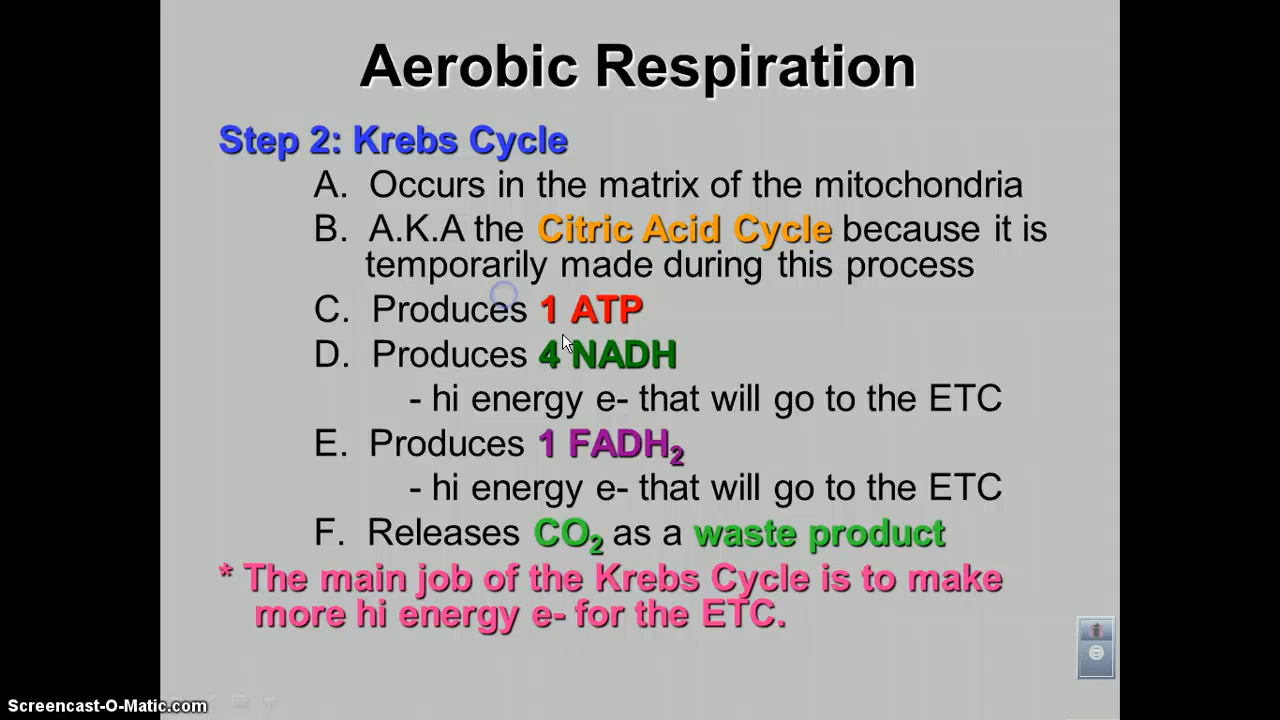 Aerobic Respiration
Step 2: Krebs Cycle
A. Occurs in the matrix of the mitochondria
B. A.K.A the Citric Acid Cycle because it is
temporarily made during this process
C. Produces 1 ATP
D. Produces 4 NADH
- hi energy e- that will go to the ETC
E. Produces 1 FADH₂
- hi energy e- that will go to the ETC
F. Releases CO₂ as a waste product
* The main job of the Krebs Cycle is to make
more hi energy e- for the ETC.
Screencast-O-Matic.com